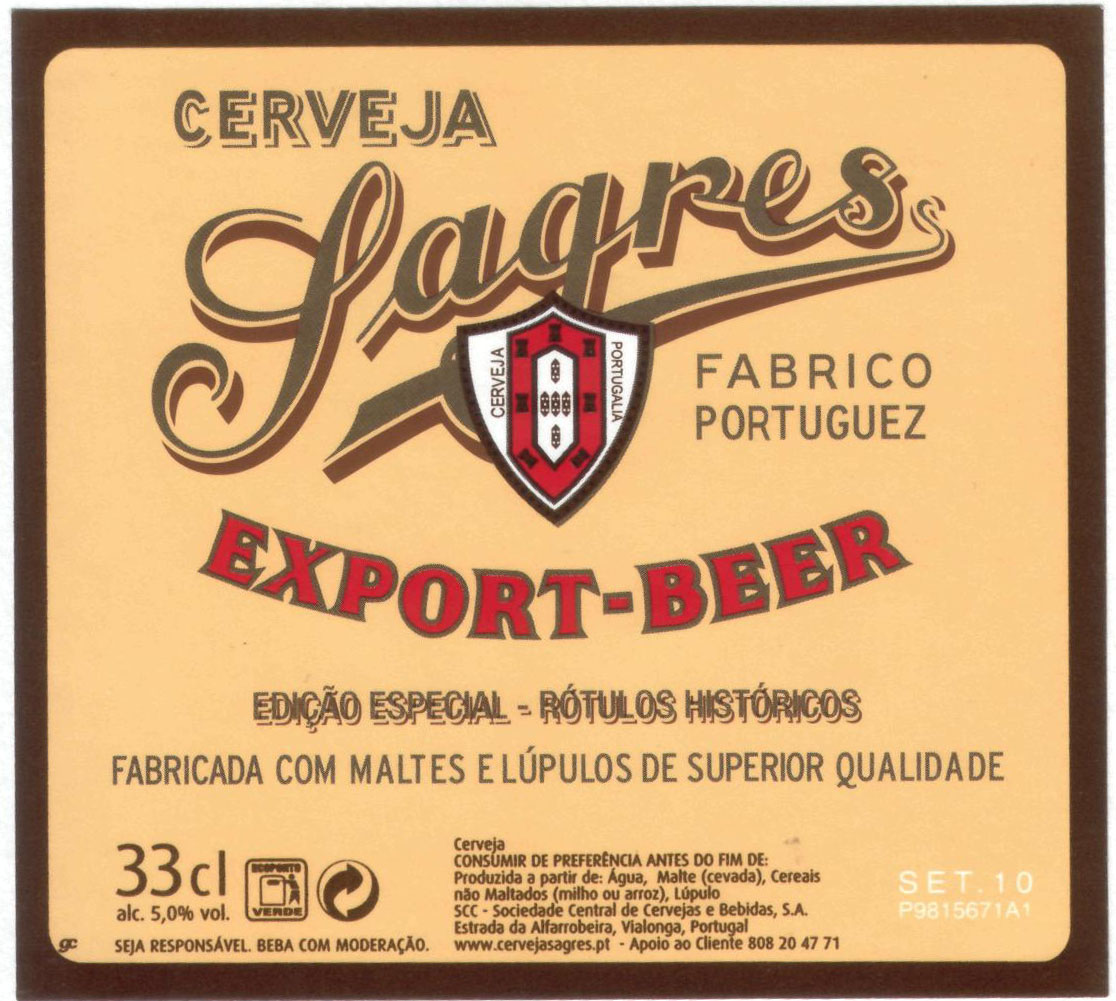 CERVEJA
Sagres
CERVEJA
PORTUGALIA
FABRICO
PORTUGUEZ
EXPORT-BEER
EDIÇÃO ESPECIAL - RÓTULOS HISTÓRICOS
FABRICADA COM MALTES E LÚPULOS DE SUPERIOR QUALIDADE
33cl
alc. 5,0% vol.
ECOPONTO
VERDE
SEJA RESPONSÁVEL. BEBA COM MODERAÇÃO.
gc
Cerveja
CONSUMIR DE PREFERÊNCIA ANTES DO FIM DE:
Produzida a partir de: Água, Malte (cevada), Cereais
não Maltados (milho ou arroz), Lúpulo
SCC - Sociedade Central de Cervejas e Bebidas, S.A.
Estrada da Alfarrobeira, Vialonga, Portugal
www.cervejasagres.pt - Apoio ao Cliente 808 20 47 71
SET.10
P9815671A1